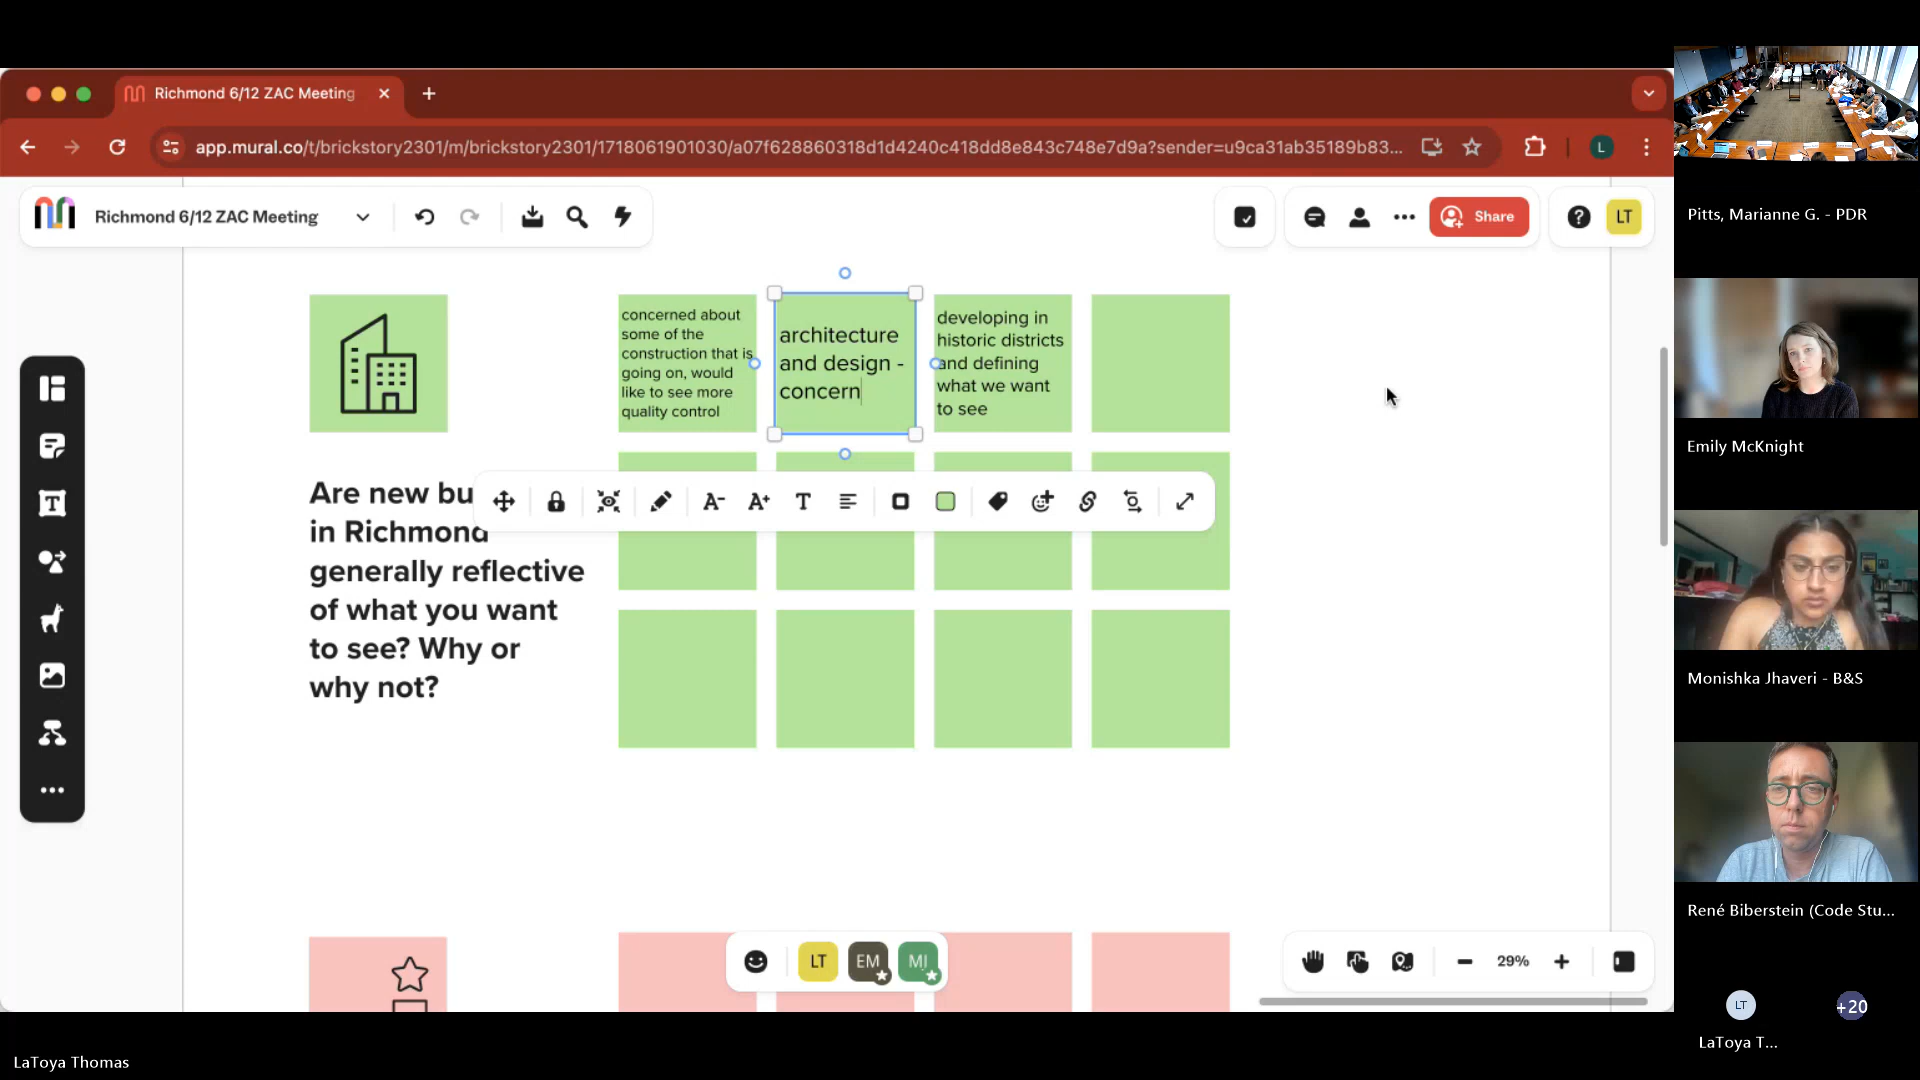 Richmond 6/12 ZAC Meeting
app.mural.co/t/brickstory2301/m/brickstory2301/1718061901030/a07f628860318d1d4240c418dd8e843c748e7d9a?sender=u9ca31ab35189b83...
L
Richmond 6/12 ZAC Meeting
Share
LT
concerned about
some of the
construction that is
going on, would
like to see more
quality control
architecture
and design -
concern
developing in
historic districts
and defining
what we want
to see
Are new bu
in Richmond
generally reflective
of what you want
to see? Why or
why not?
LT
EM
MJ
29%
Pitts, Marianne G. - PDR
Emily McKnight
Monishka Jhaveri - B&S
René Biberstein (Code Stu...
LT
+20
LaToya T...
LaToya Thomas